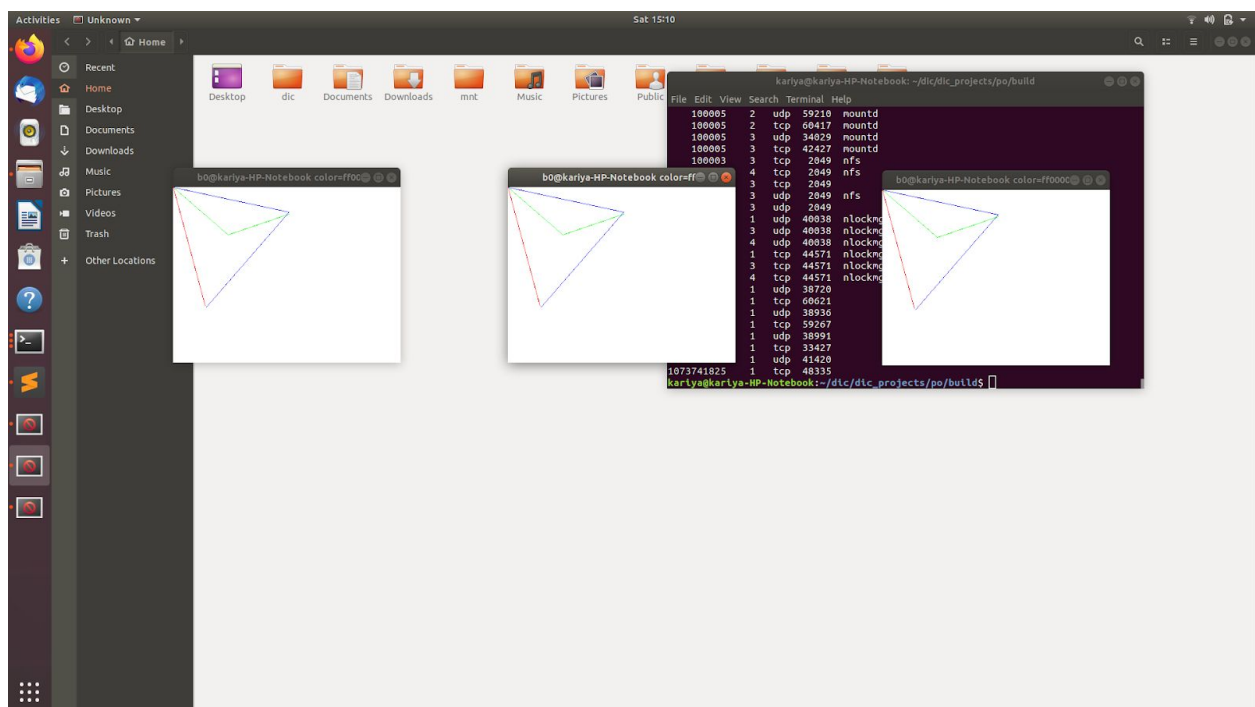 Activities Unknown Sat 15:10
Home
Recent
Home
Desktop
Documents
Downloads
Music
Pictures
Videos
Trash
+ Other Locations
Desktop dic Documents Downloads mnt Music Pictures Public
kariya@kariya-HP-Notebook: ~/dic/dic_projects/po/build
File Edit View Search Terminal Help
100005 2 udp 59210 mountd
100005 2 tcp 60417 mountd
100005 3 udp 34029 mountd
100005 3 tcp 42427 mountd
100003 3 tcp 2049 nfs
4 tcp 2049 nfs
3 tcp 2049
3 udp 2049 nfs
3 udp 2049
1 udp 40038 nlockmg
3 udp 40038 nlockmg
4 udp 40038 nlockmg
1 tcp 44571 nlockmg
3 tcp 44571 nlockmg
4 tcp 44571 nlockmg
1 udp 38720
1 tcp 60621
1 udp 38936
1 tcp 59267
1 udp 38991
1 tcp 33427
1 udp 41420
1073741825 1 tcp 48335
kariya@kariya-HP-Notebook:~/dic/dic_projects/po/build$
b0@kariya-HP-Notebook color=ff00
b0@kariya-HP-Notebook color=ff
b0@kariya-HP-Notebook color=ff0000